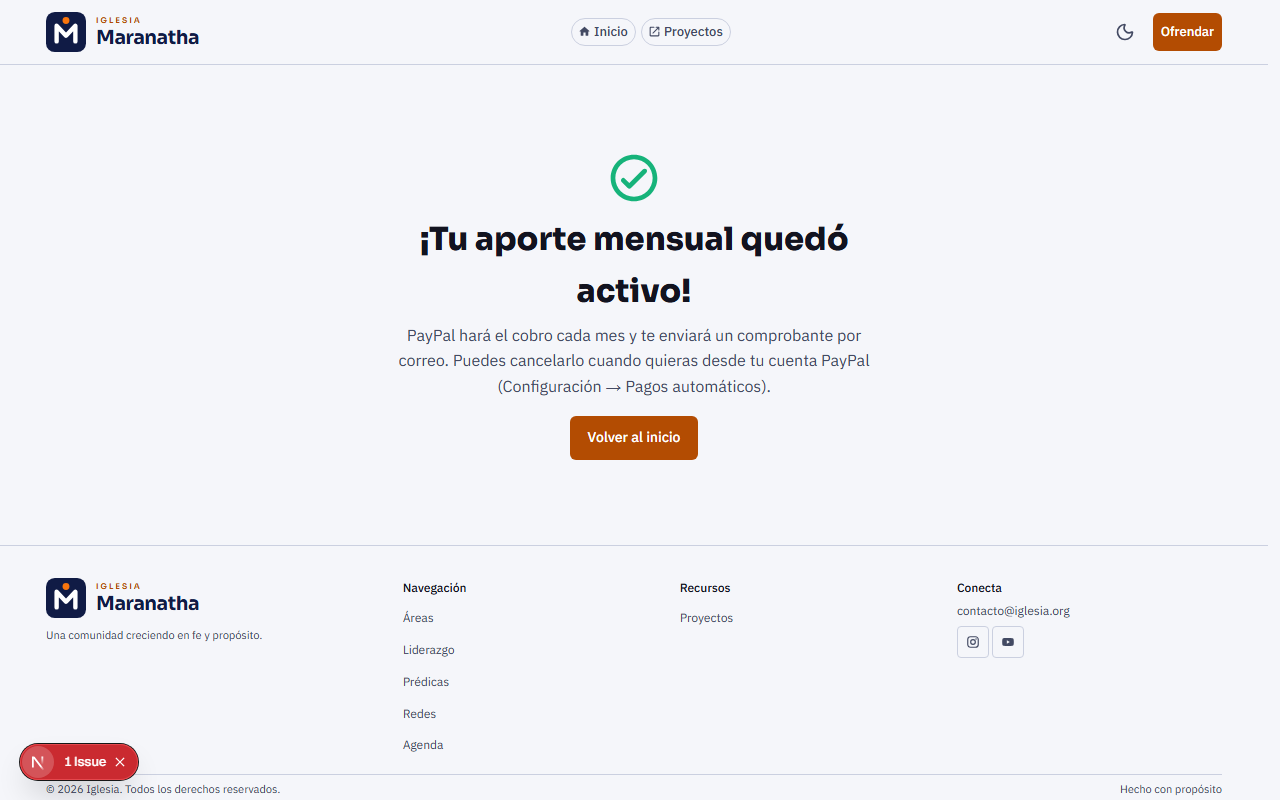 IGLESIA
Maranatha
Inicio
Proyectos
Ofrendar
¡Tu aporte mensual quedó
activo!
PayPal hará el cobro cada mes y te enviará un comprobante por
correo. Puedes cancelarlo cuando quieras desde tu cuenta PayPal
(Configuración → Pagos automáticos).
Volver al inicio
IGLESIA
Maranatha
Una comunidad creciendo en fe y propósito.
Navegación
Áreas
Liderazgo
Prédicas
Redes
Agenda
Recursos
Proyectos
Conecta
contacto@iglesia.org
N
1 Issue
© 2026 Iglesia. Todos los derechos reservados.
Hecho con propósito